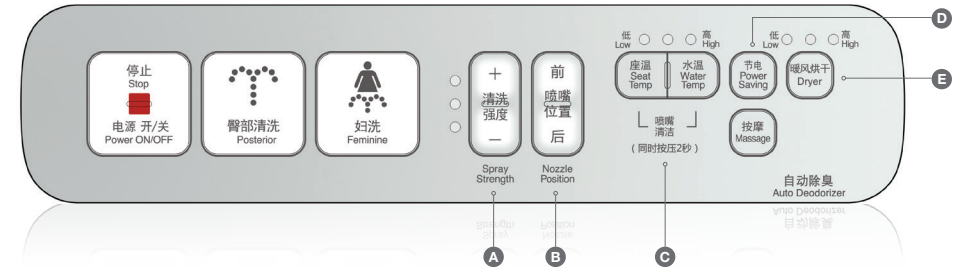 停止
Stop
电源 开/关
Power ON/OFF
臀部清洗
Posterior
妇洗
Feminine
+
清洗
强度
−
Spray
Strength
前
喷嘴
位置
后
Nozzle
Position
低
Low
高
High
座温
Seat
Temp
水温
Water
Temp
喷嘴
清洁
(同时按压2秒)
节电
Power
Saving
低
Low
高
High
暖风烘干
Dryer
按摩
Massage
自动除臭
Auto Deodorizer
A
B
C
D
E